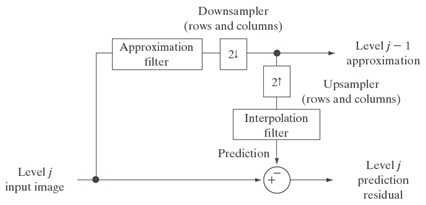 Downsampler
(rows and columns)
Approximation
filter
2↓
Level j − 1
approximation
2↑
Upsampler
(rows and columns)
Interpolation
filter
Prediction
Level j
input image
+
−
Level j
prediction
residual